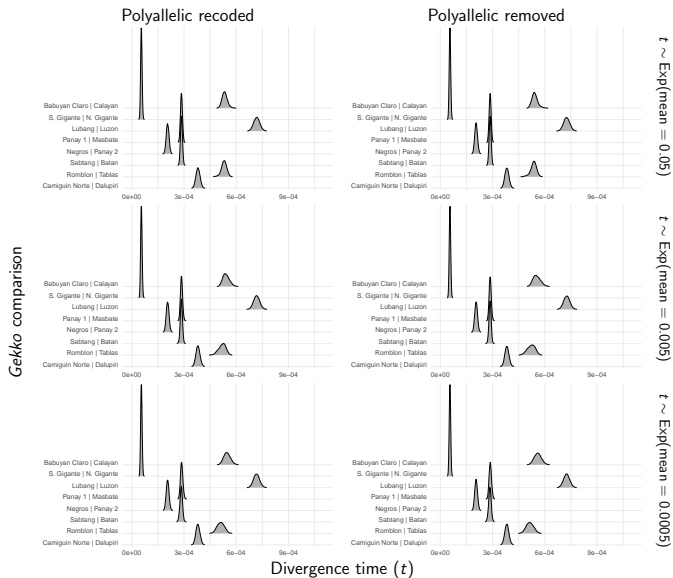 Polyallelic recoded
Polyallelic removed
Babuyan Claro | Calayan
S. Gigante | N. Gigante
Lubang | Luzon
Panay 1 | Masbate
Negros | Panay 2
Sabtang | Batan
Romblon | Tablas
Camiguin Norte | Dalupiri
0e+00 3e−04 6e−04 9e−04
Babuyan Claro | Calayan
S. Gigante | N. Gigante
Lubang | Luzon
Panay 1 | Masbate
Negros | Panay 2
Sabtang | Batan
Romblon | Tablas
Camiguin Norte | Dalupiri
0e+00 3e−04 6e−04 9e−04
t ∼ Exp(mean = 0.05)
Babuyan Claro | Calayan
S. Gigante | N. Gigante
Lubang | Luzon
Panay 1 | Masbate
Negros | Panay 2
Sabtang | Batan
Romblon | Tablas
Camiguin Norte | Dalupiri
0e+00 3e−04 6e−04 9e−04
Babuyan Claro | Calayan
S. Gigante | N. Gigante
Lubang | Luzon
Panay 1 | Masbate
Negros | Panay 2
Sabtang | Batan
Romblon | Tablas
Camiguin Norte | Dalupiri
0e+00 3e−04 6e−04 9e−04
t ∼ Exp(mean = 0.005)
Babuyan Claro | Calayan
S. Gigante | N. Gigante
Lubang | Luzon
Panay 1 | Masbate
Negros | Panay 2
Sabtang | Batan
Romblon | Tablas
Camiguin Norte | Dalupiri
0e+00 3e−04 6e−04 9e−04
Babuyan Claro | Calayan
S. Gigante | N. Gigante
Lubang | Luzon
Panay 1 | Masbate
Negros | Panay 2
Sabtang | Batan
Romblon | Tablas
Camiguin Norte | Dalupiri
0e+00 3e−04 6e−04 9e−04
t ∼ Exp(mean = 0.0005)
Gekko comparison
Divergence time (t)